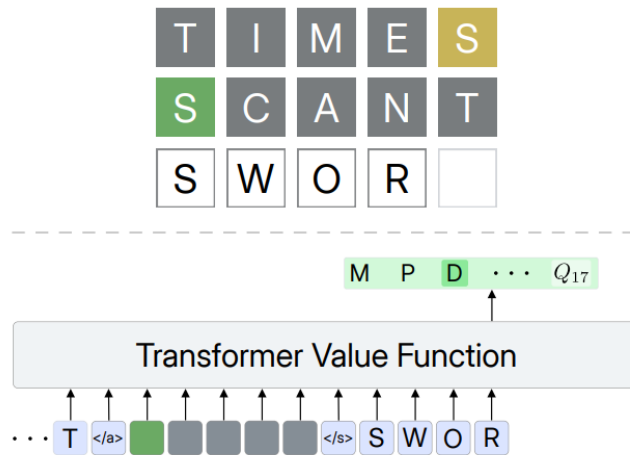 T I M E S
S C A N T
S W O R
M P D ... Q17
Transformer Value Function
... T </a> </s> S W O R